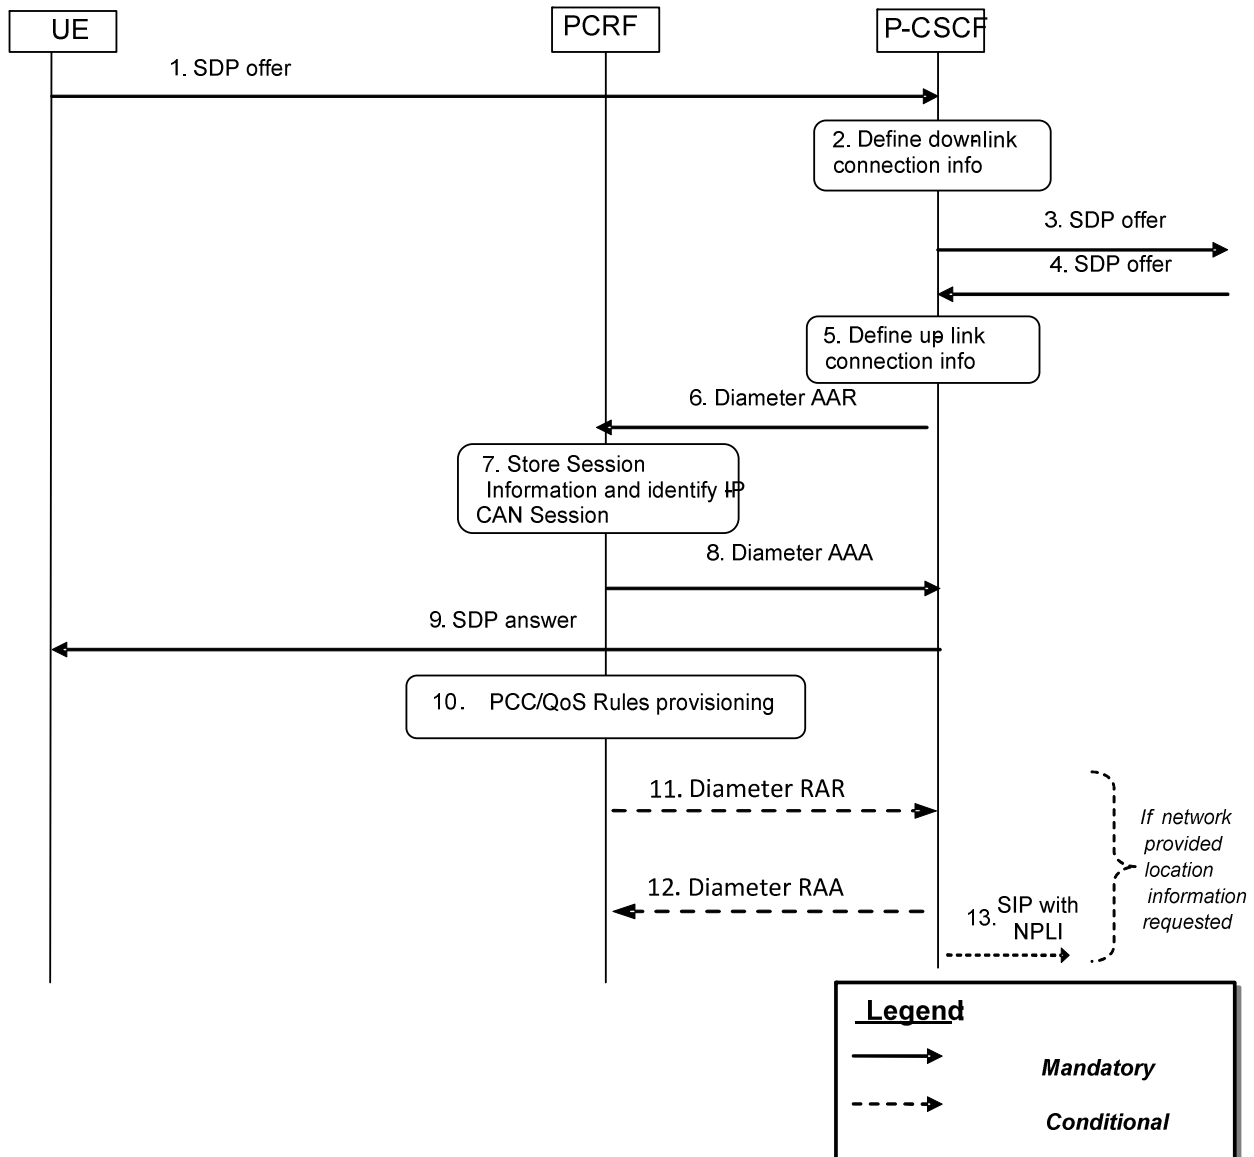 UE
PCRF
P-CSCF
1. SDP offer
2. Define downlink
connection info
3. SDP offer
4. SDP offer
5. Define up link
connection info
6. Diameter AAR
7. Store Session
Information and identify IP-
CAN Session
8. Diameter AAA
9. SDP answer
10. PCC/QoS Rules provisioning
11. Diameter RAR
12. Diameter RAA
13. SIP with
NPLI
If network
provided
location
information
requested
Legend:
Mandatory
Conditional